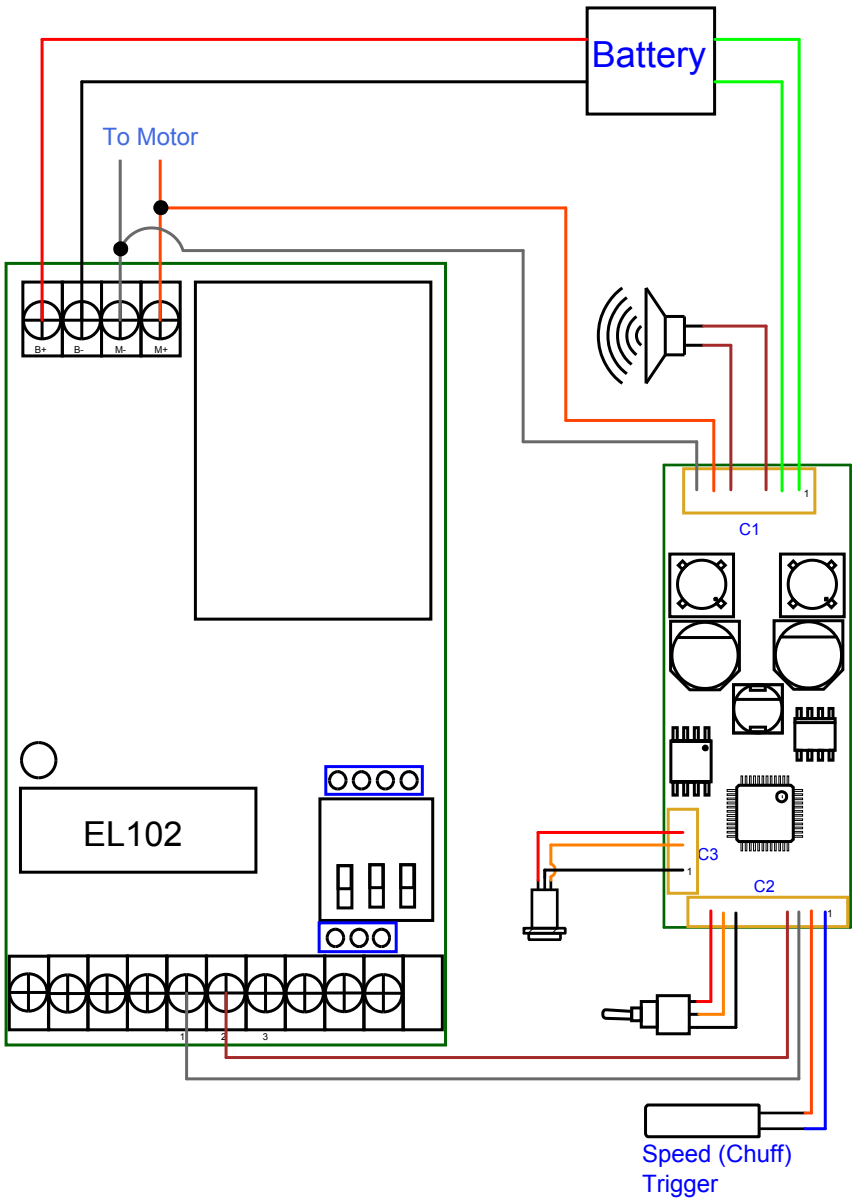 Battery
To Motor
B+ B- M- M+
1
C1
EL102
C3
1
C2
1
1 2 3
Speed (Chuff)
Trigger